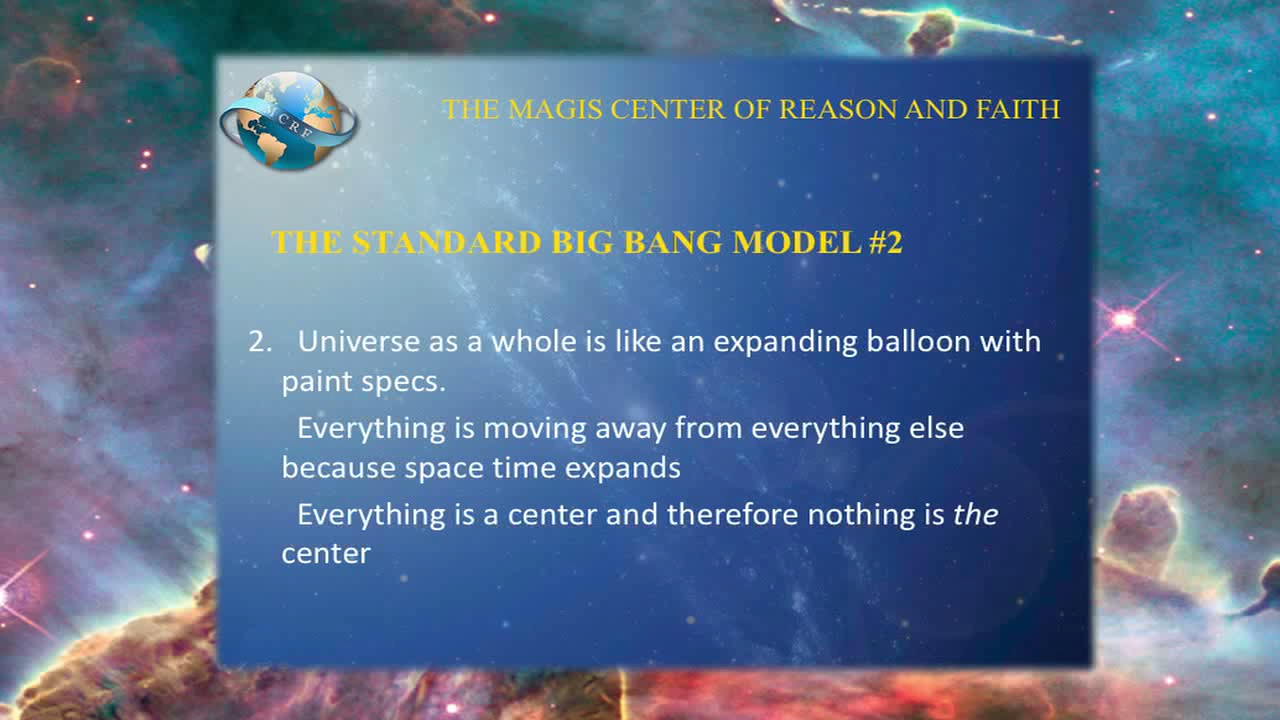 MCRF
THE MAGIS CENTER OF REASON AND FAITH
THE STANDARD BIG BANG MODEL #2
2. Universe as a whole is like an expanding balloon with
paint specs.
Everything is moving away from everything else
because space time expands
Everything is a center and therefore nothing is the
center